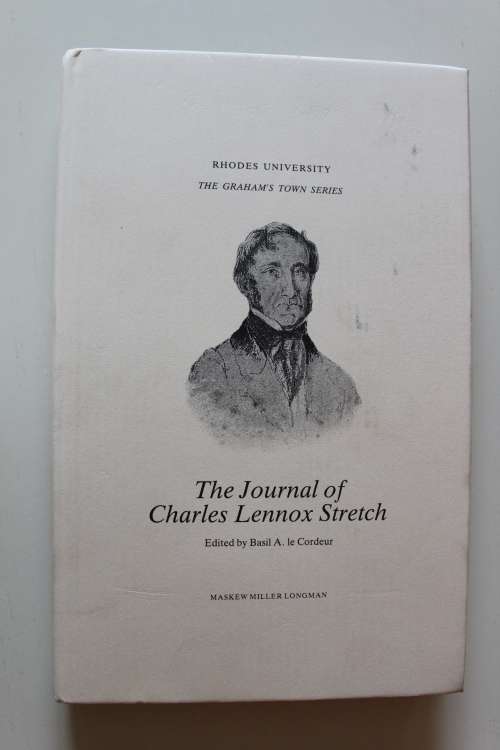 RHODES UNIVERSITY
THE GRAHAM'S TOWN SERIES
The Journal of
Charles Lennox Stretch
Edited by Basil A. le Cordeur
MASKEW MILLER LONGMAN